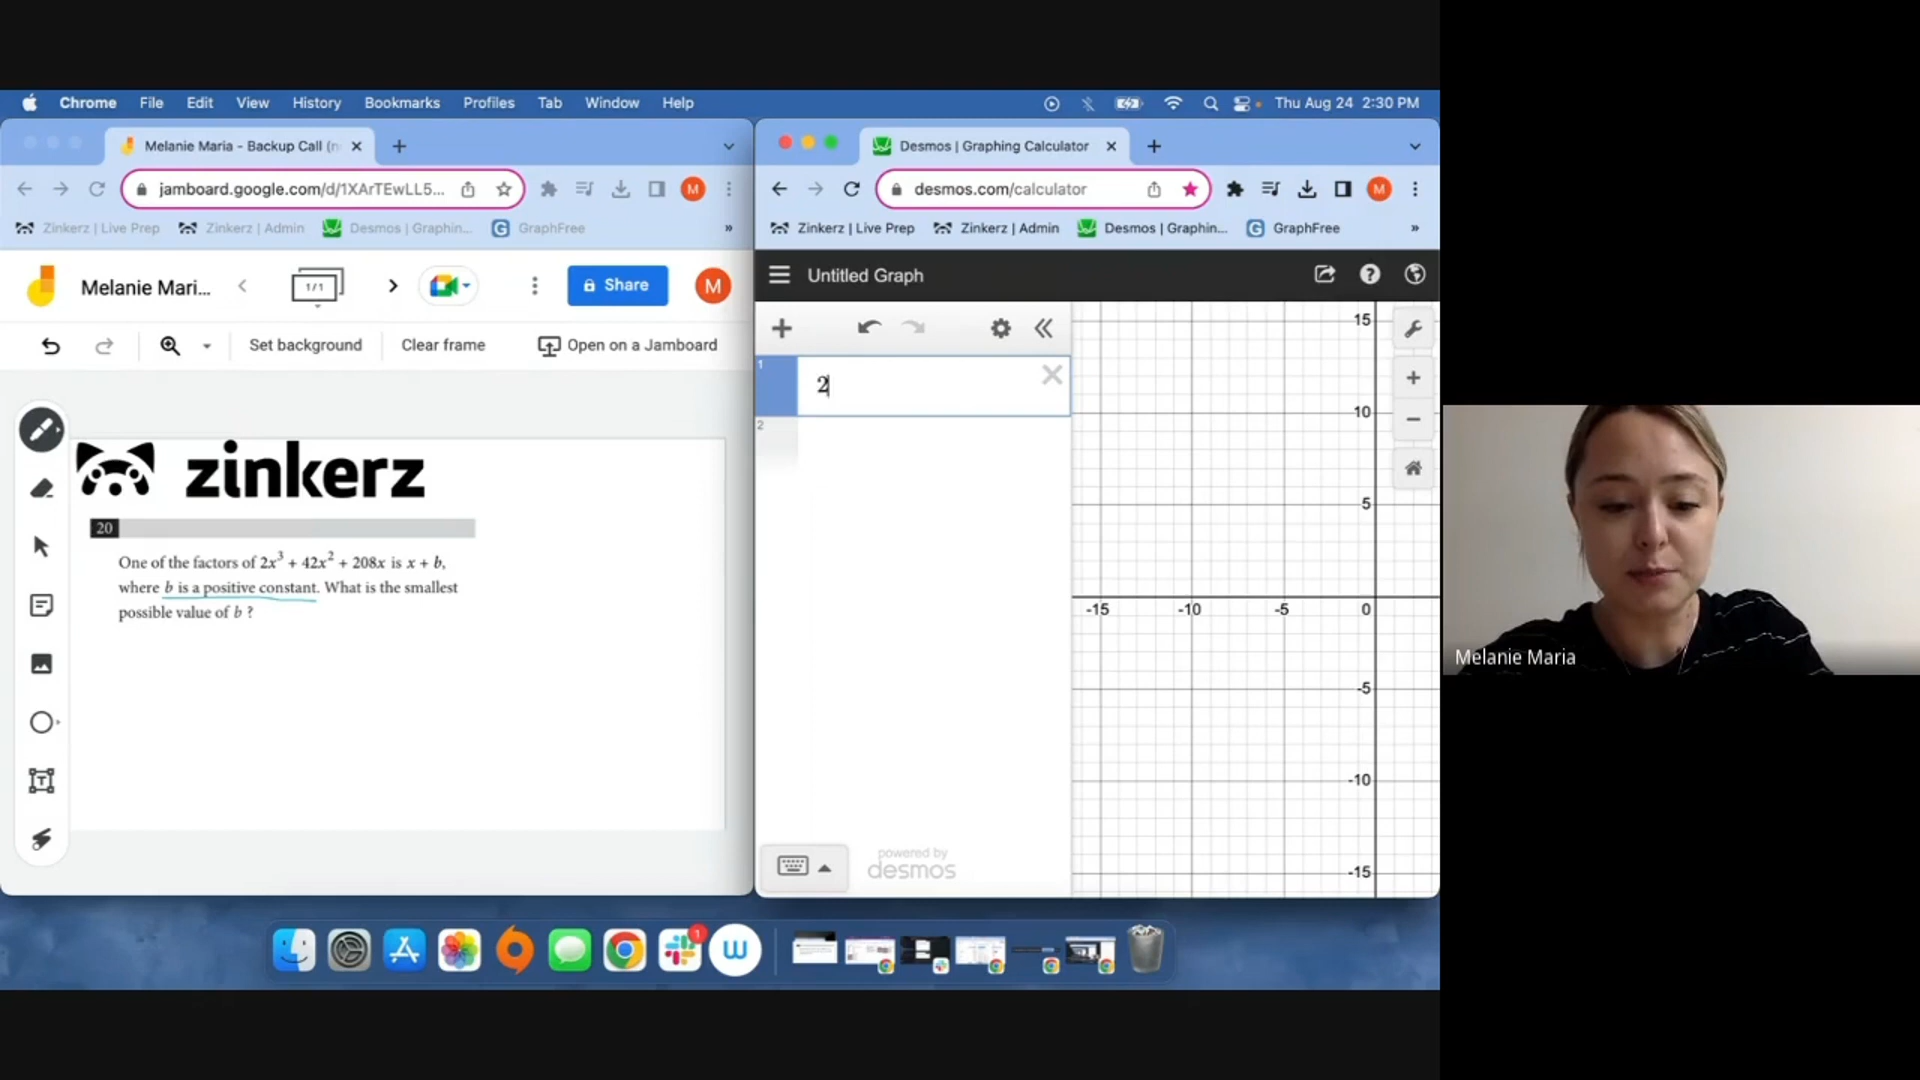 Chrome File Edit View History Bookmarks Profiles Tab Window Help
Thu Aug 24 2:30 PM
Melanie Maria - Backup Call (n
Desmos | Graphing Calculator
jamboard.google.com/d/1XArTEwLL5...
M
desmos.com/calculator
M
Zinkerz | Live Prep Zinkerz | Admin Desmos | Graphin... GraphFree »
Zinkerz | Live Prep Zinkerz | Admin Desmos | Graphin... GraphFree »
Melanie Mari...
1/1
Share
M
Untitled Graph
Set background
Clear frame
Open on a Jamboard
zinkerz
20
One of the factors of 2x³ + 42x² + 208x is x + b,
where b is a positive constant. What is the smallest
possible value of b ?
1
2
2
powered by
desmos
15
10
5
-15 -10 -5 0
-5
-10
-15
1
W
Melanie Maria